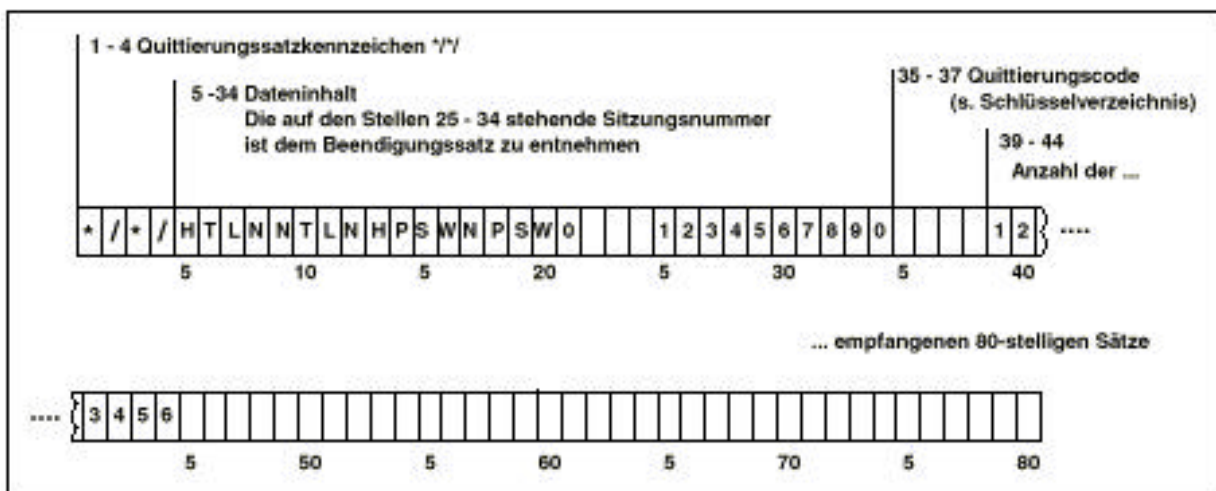 1 - 4 Quittierungssatzkennzeichen */*/
5 -34 Dateninhalt
Die auf den Stellen 25 - 34 stehende Sitzungsnummer
ist dem Beendigungssatz zu entnehmen
35 - 37 Quittierungscode
(s. Schlüsselverzeichnis)
39 - 44
Anzahl der ...
* / * / H T L N N T L N H P S W N P S W 0 1 2 3 4 5 6 7 8 9 0 1 2 ....
5 10 5 20 5 30 5 40
... empfangenen 80-stelligen Sätze
.... 3 4 5 6
5 50 5 60 5 70 5 80